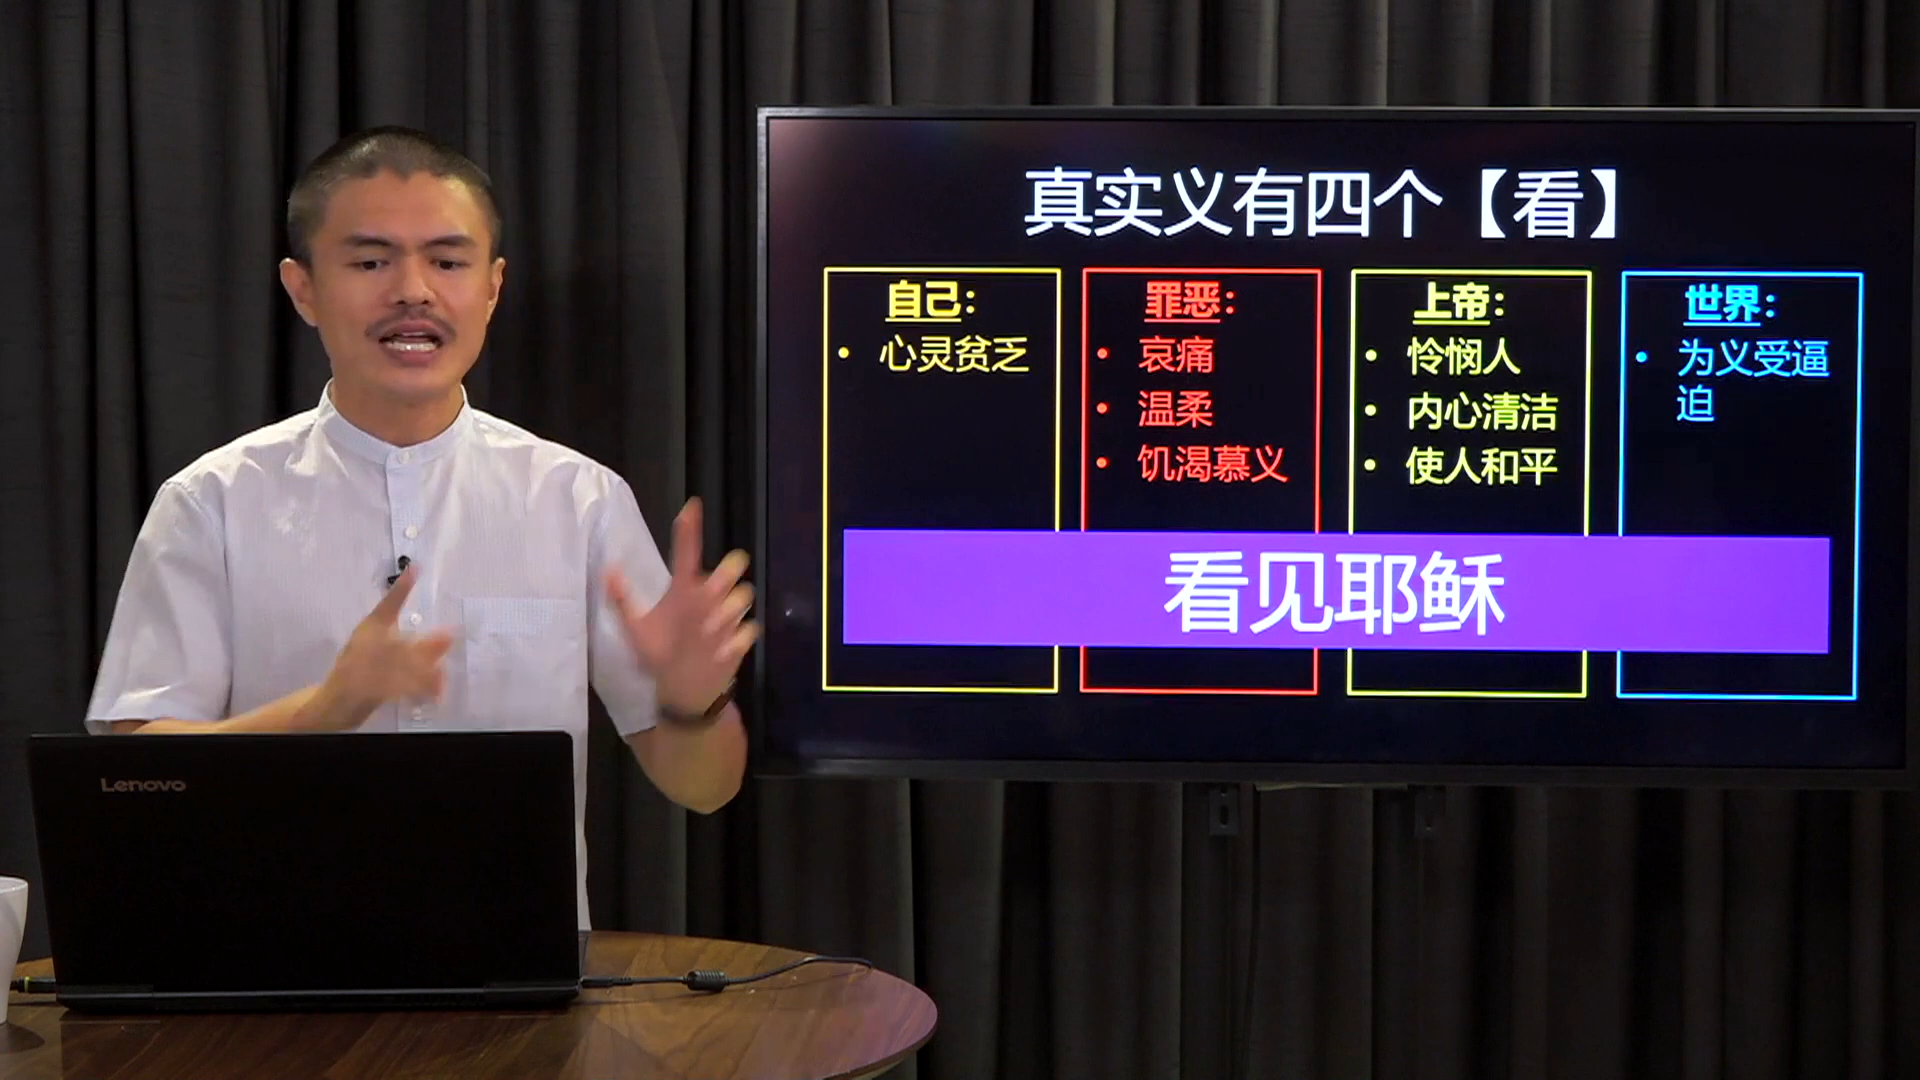 真实义有四个【看】
自己：
• 心灵贫乏
罪恶：
• 哀痛
• 温柔
• 饥渴慕义
上帝：
• 怜悯人
• 内心清洁
• 使人和平
世界：
• 为义受逼
迫
看见耶稣
Lenovo